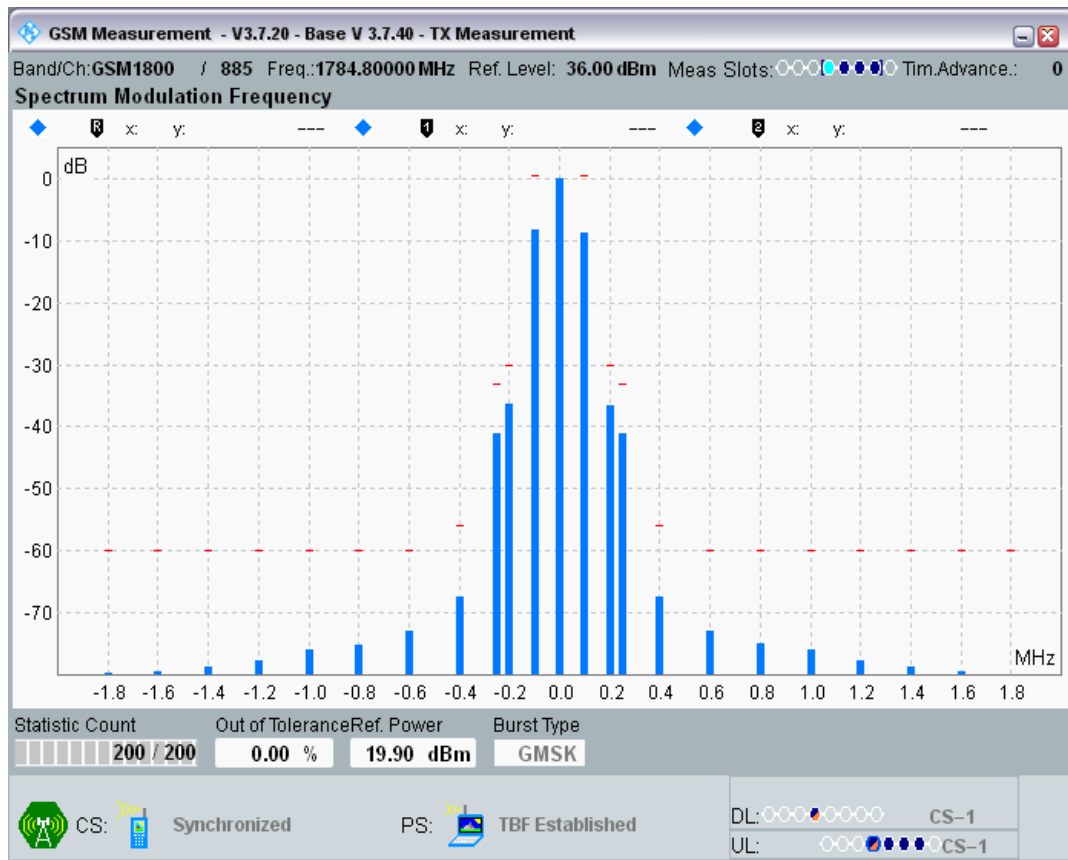 GSM Measurement - V3.7.20 - Base V 3.7.40 - TX Measurement
Band/Ch:GSM1800 / 885 Freq.:1784.80000 MHz Ref. Level: 36.00 dBm Meas Slots: Tim.Advance.: 0
Spectrum Modulation Frequency
R x: y: --- 1 x: y: --- 2 x: y: ---
dB
0
-10
-20
-30
-40
-50
-60
-70
MHz
-1.8 -1.6 -1.4 -1.2 -1.0 -0.8 -0.6 -0.4 -0.2 0.0 0.2 0.4 0.6 0.8 1.0 1.2 1.4 1.6 1.8
Statistic Count Out of Tolerance Ref. Power Burst Type
200 / 200 0.00 % 19.90 dBm GMSK
CS: Synchronized PS: TBF Established
DL: CS-1
UL: CS-1